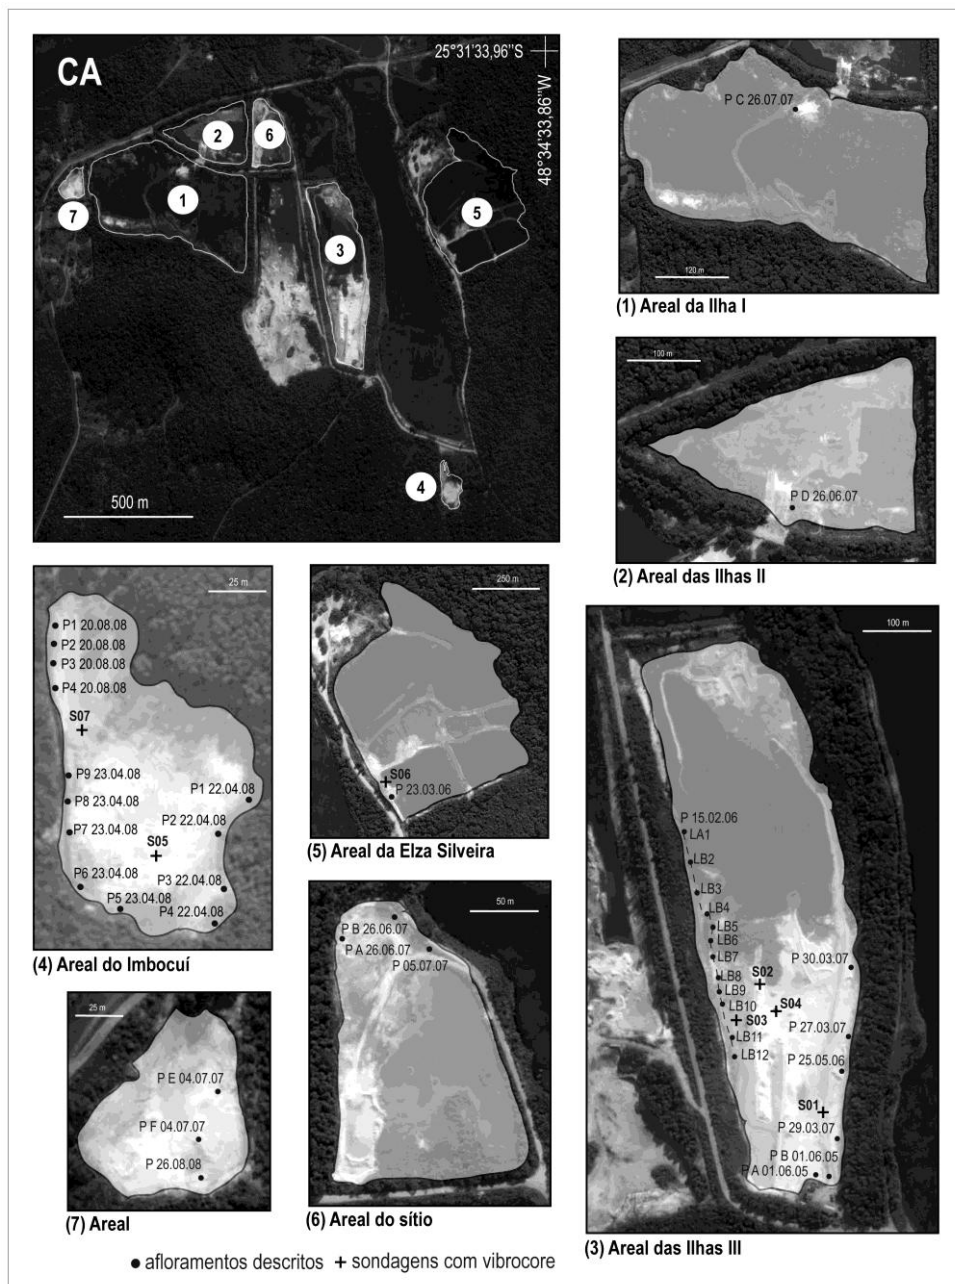 CA
25°31'33,96"S
48°34'33,86"W
2
6
1
7
5
3
4
500 m
P C 26.07.07
120 m
(1) Areal da Ilha I
100 m
P D 26.06.07
(2) Areal das Ilhas II
25 m
P1 20.08.08
P2 20.08.08
P3 20.08.08
P4 20.08.08
S07
P9 23.04.08
P8 23.04.08
P1 22.04.08
P7 23.04.08
P2 22.04.08
S05
P6 23.04.08
P3 22.04.08
P5 23.04.08
P4 22.04.08
(4) Areal do Imbocuí
250 m
S06
P 23.03.06
(5) Areal da Elza Silveira
100 m
P 15.02.06
LA1
LB2
LB3
LB4
LB5
LB6
LB7
LB8
LB9
LB10
LB11
LB12
S02
P 30.03.07
S04
S03
P 27.03.07
P 25.05.06
S01
P 29.03.07
P B 01.06.05
P A 01.06.05
(3) Areal das Ilhas III
50 m
P B 26.06.07
P A 26.06.07
P 05.07.07
(6) Areal do sítio
25 m
P E 04.07.07
P F 04.07.07
P 26.08.08
(7) Areal
afloramentos descritos + sondagens com vibrocore